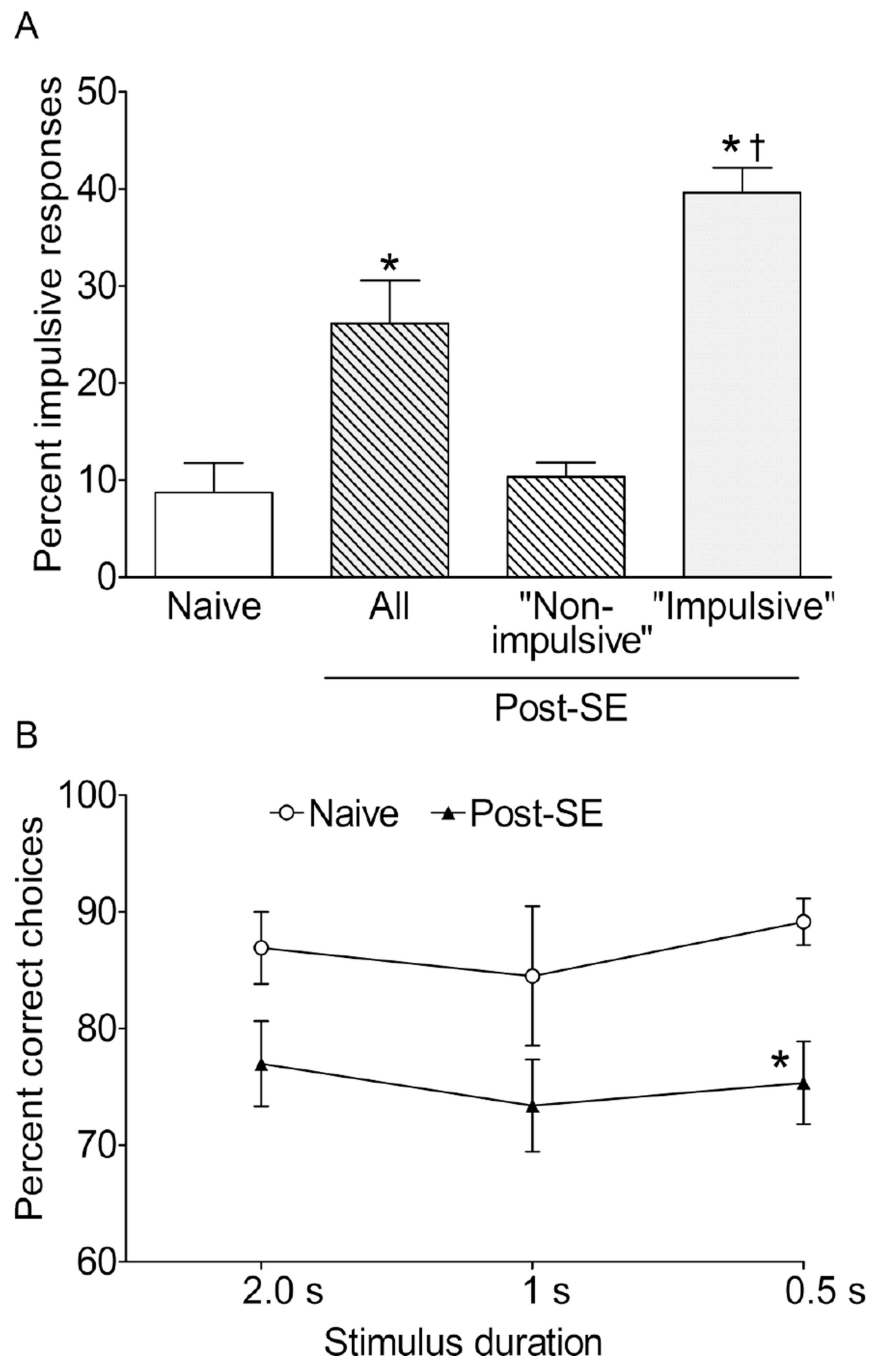 A
Percent impulsive responses
50
40
30
20
10
0
*
* †
Naive
All
"Non-
impulsive"
"Impulsive"
Post-SE
B
Percent correct choices
100
90
80
70
60
Naive
Post-SE
*
2.0 s
1 s
0.5 s
Stimulus duration